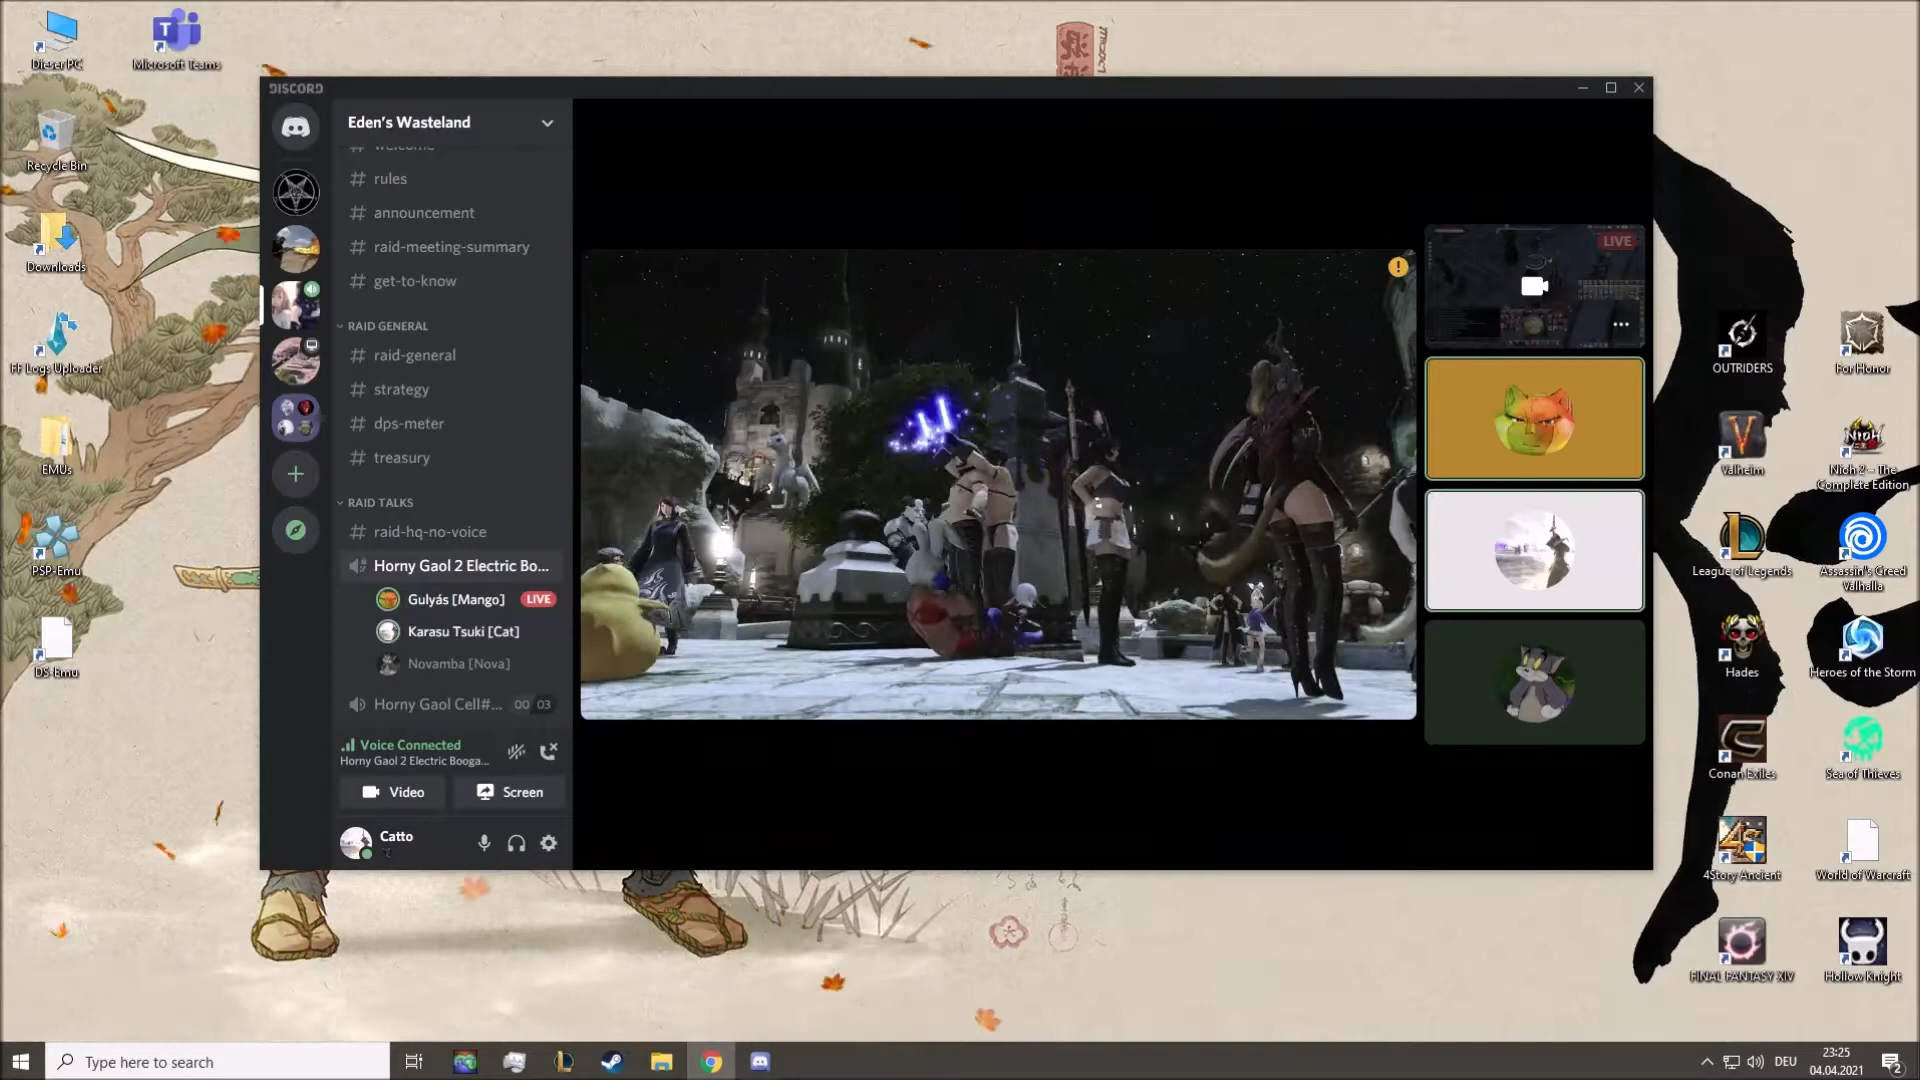 DieserPC
Microsoft Teams
Recycle Bin
Downloads
FF Logs Uploader
EMUs
PSP-Emu
DS-Emu
DISCORD
Eden's Wasteland
welcome
rules
announcement
raid-meeting-summary
get-to-know
RAID GENERAL
raid-general
strategy
dps-meter
treasury
RAID TALKS
raid-hq-no-voice
Horny Gaol 2 Electric Bo...
Gulyás [Mango] LIVE
Karasu Tsuki [Cat]
Novamba [Nova]
Horny Gaol Cell#... 00 03
Voice Connected
Horny Gaol 2 Electric Booga...
Video
Screen
Catto
LIVE
OUTRIDERS
For Honor
Valheim
Nioh 2 – The
Complete Edition
League of Legends
Assassin's Creed
Valhalla
Hades
Heroes of the Storm
Conan Exiles
Sea of Thieves
4Story Ancient
World of Warcraft
FINAL FANTASY XIV
Hollow Knight
Type here to search
DEU
23:25
04.04.2021
2